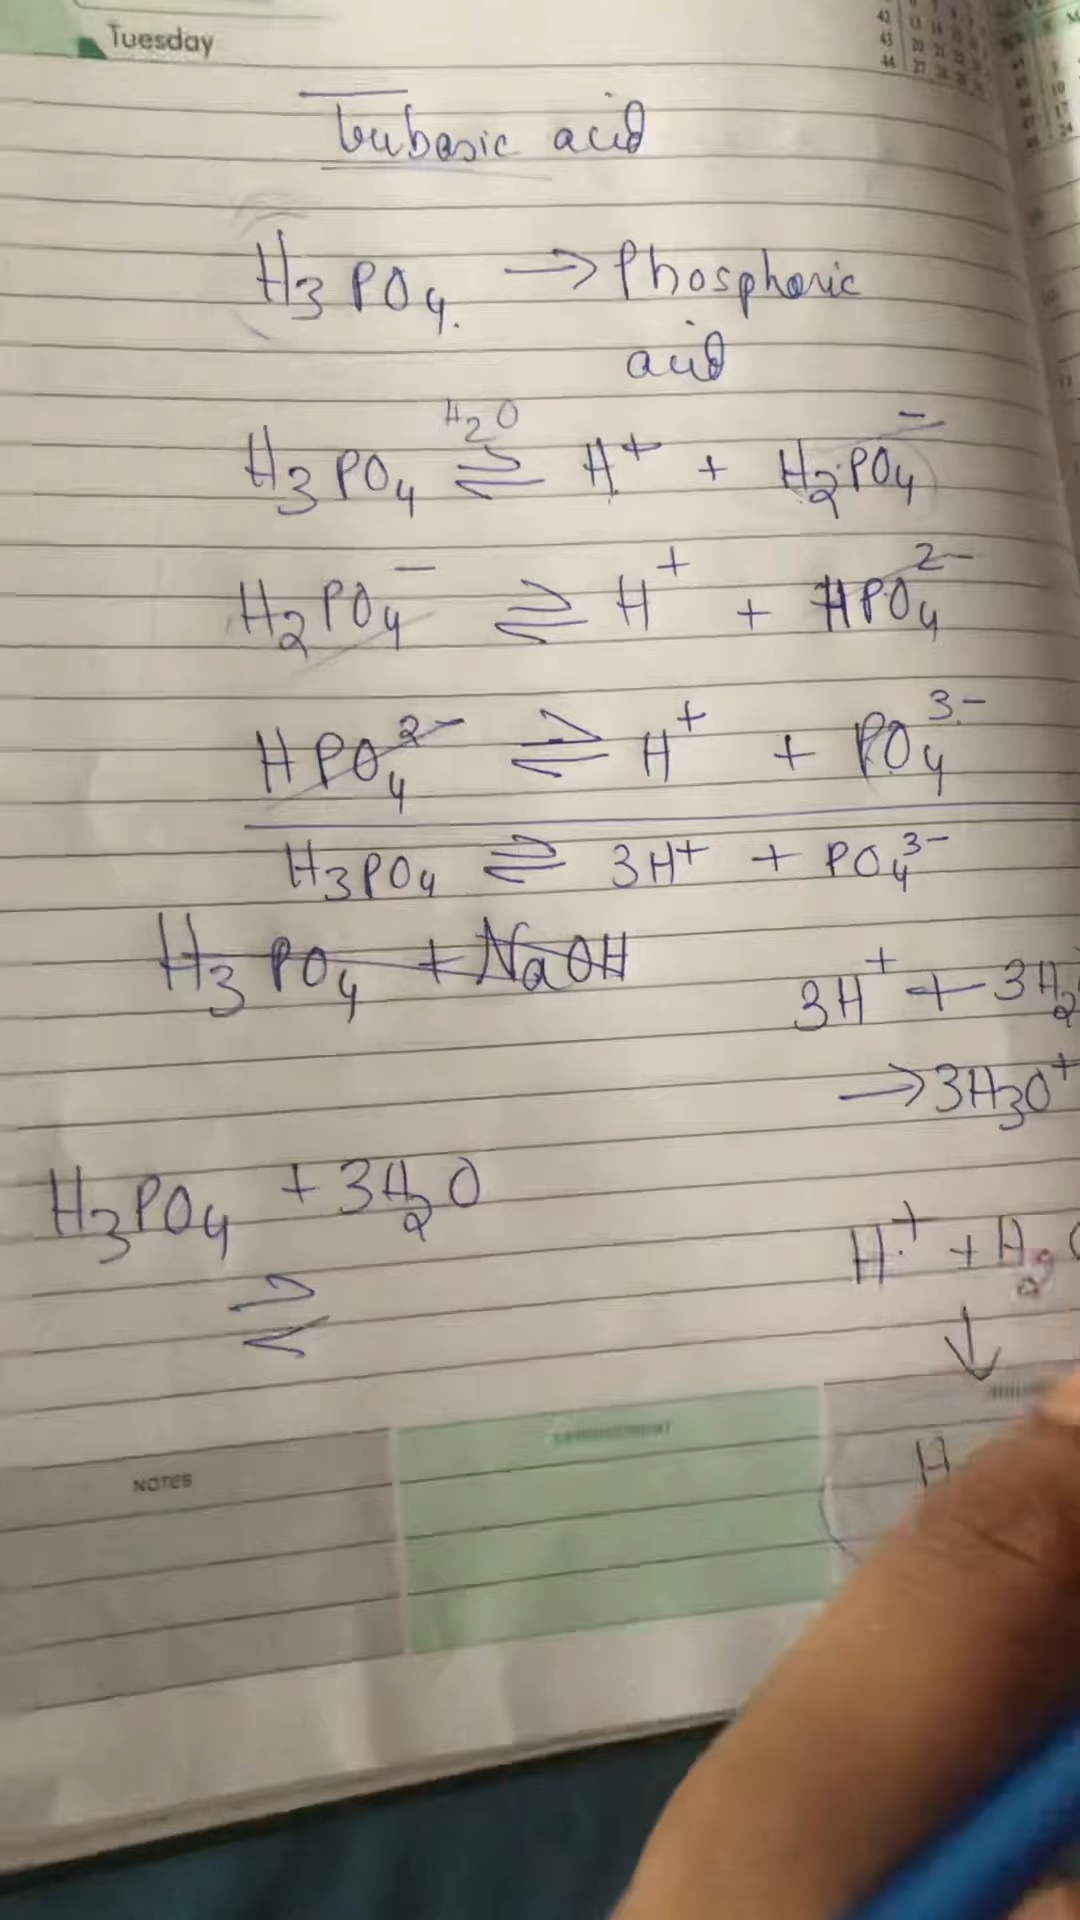 Tuesday
Tribasic acid
H3PO4. → Phosphoric
acid
H2O
H3PO4 ⇌ H+ + H2PO4−
H2PO4− ⇌ H+ + HPO4 2−
HPO4 2− ⇌ H+ + PO4 3−
H3PO4 ⇌ 3H+ + PO4 3−
H3PO4 + NaOH
3H+ + 3H2
→ 3H3O+
H3PO4 + 3H2O
⇌
H+ + H2
↓
H
NOTES